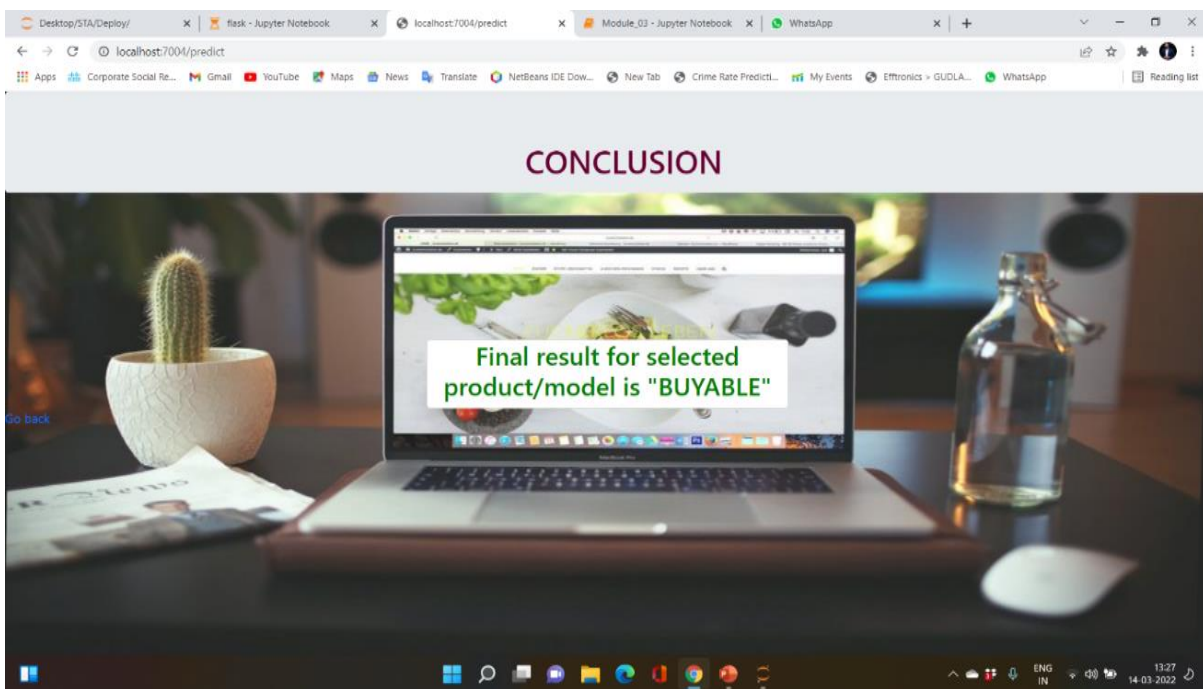 Desktop/STA/Deploy/
flask - Jupyter Notebook
localhost:7004/predict
Module_03 - Jupyter Notebook
WhatsApp
localhost:7004/predict
Apps
Corporate Social Re...
Gmail
YouTube
Maps
News
Translate
NetBeans IDE Dow...
New Tab
Crime Rate Predicti...
My Events
Efftronics > GUDLA...
WhatsApp
Reading list
CONCLUSION
Final result for selected
product/model is "BUYABLE"
Go back
MacBook Pro
ENG
IN
13:27
14-03-2022